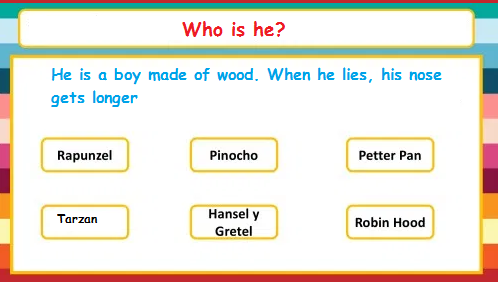 Who is he?
He is a boy made of wood. When he lies, his nose
gets longer
Rapunzel
Pinocho
Petter Pan
Tarzan
Hansel y
Gretel
Robin Hood